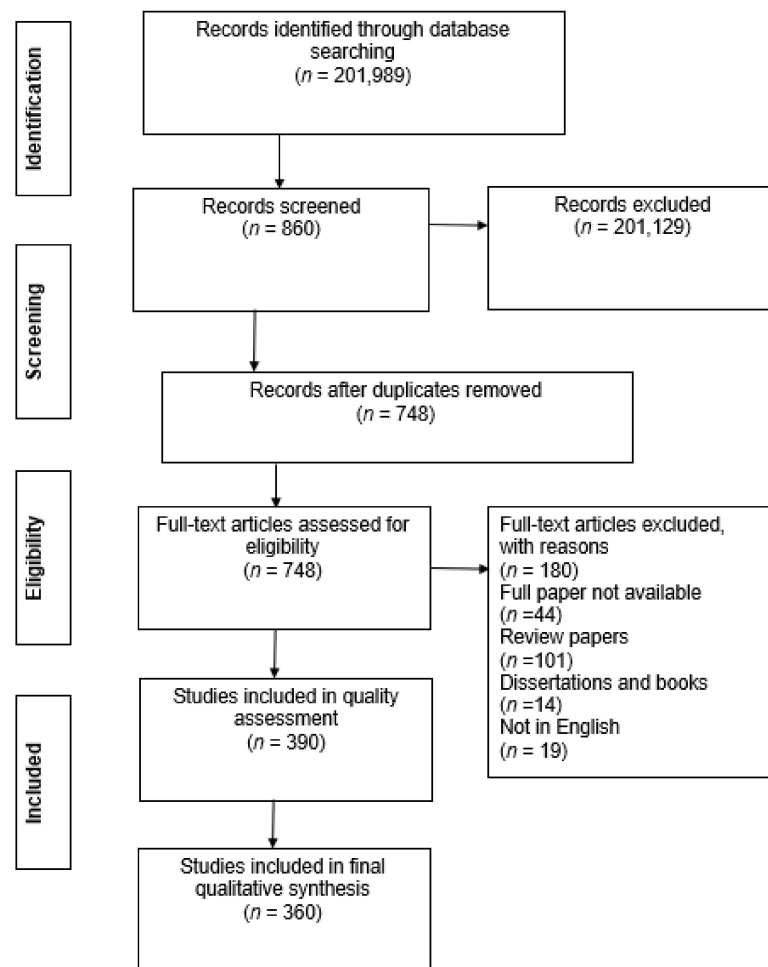 Identification
Records identified through database
searching
(n = 201,989)
Records screened
(n = 860)
Records excluded
(n = 201,129)
Screening
Records after duplicates removed
(n = 748)
Eligibility
Full-text articles assessed for
eligibility
(n = 748)
Full-text articles excluded,
with reasons
(n = 180)
Full paper not available
(n =44)
Review papers
(n =101)
Dissertations and books
(n =14)
Not in English
(n = 19)
Included
Studies included in quality
assessment
(n = 390)
Studies included in final
qualitative synthesis
(n = 360)